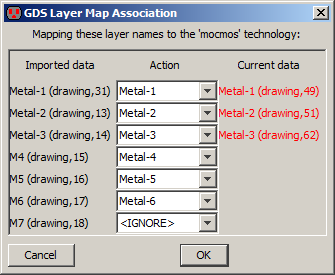 GDS Layer Map Association
Mapping these layer names to the 'mocmos' technology:
Imported data Action Current data
Metal-1 (drawing,31) Metal-1 Metal-1 (drawing,49)
Metal-2 (drawing,13) Metal-2 Metal-2 (drawing,51)
Metal-3 (drawing,14) Metal-3 Metal-3 (drawing,62)
M4 (drawing,15) Metal-4
M5 (drawing,16) Metal-5
M6 (drawing,17) Metal-6
M7 (drawing,18) <IGNORE>
Cancel OK